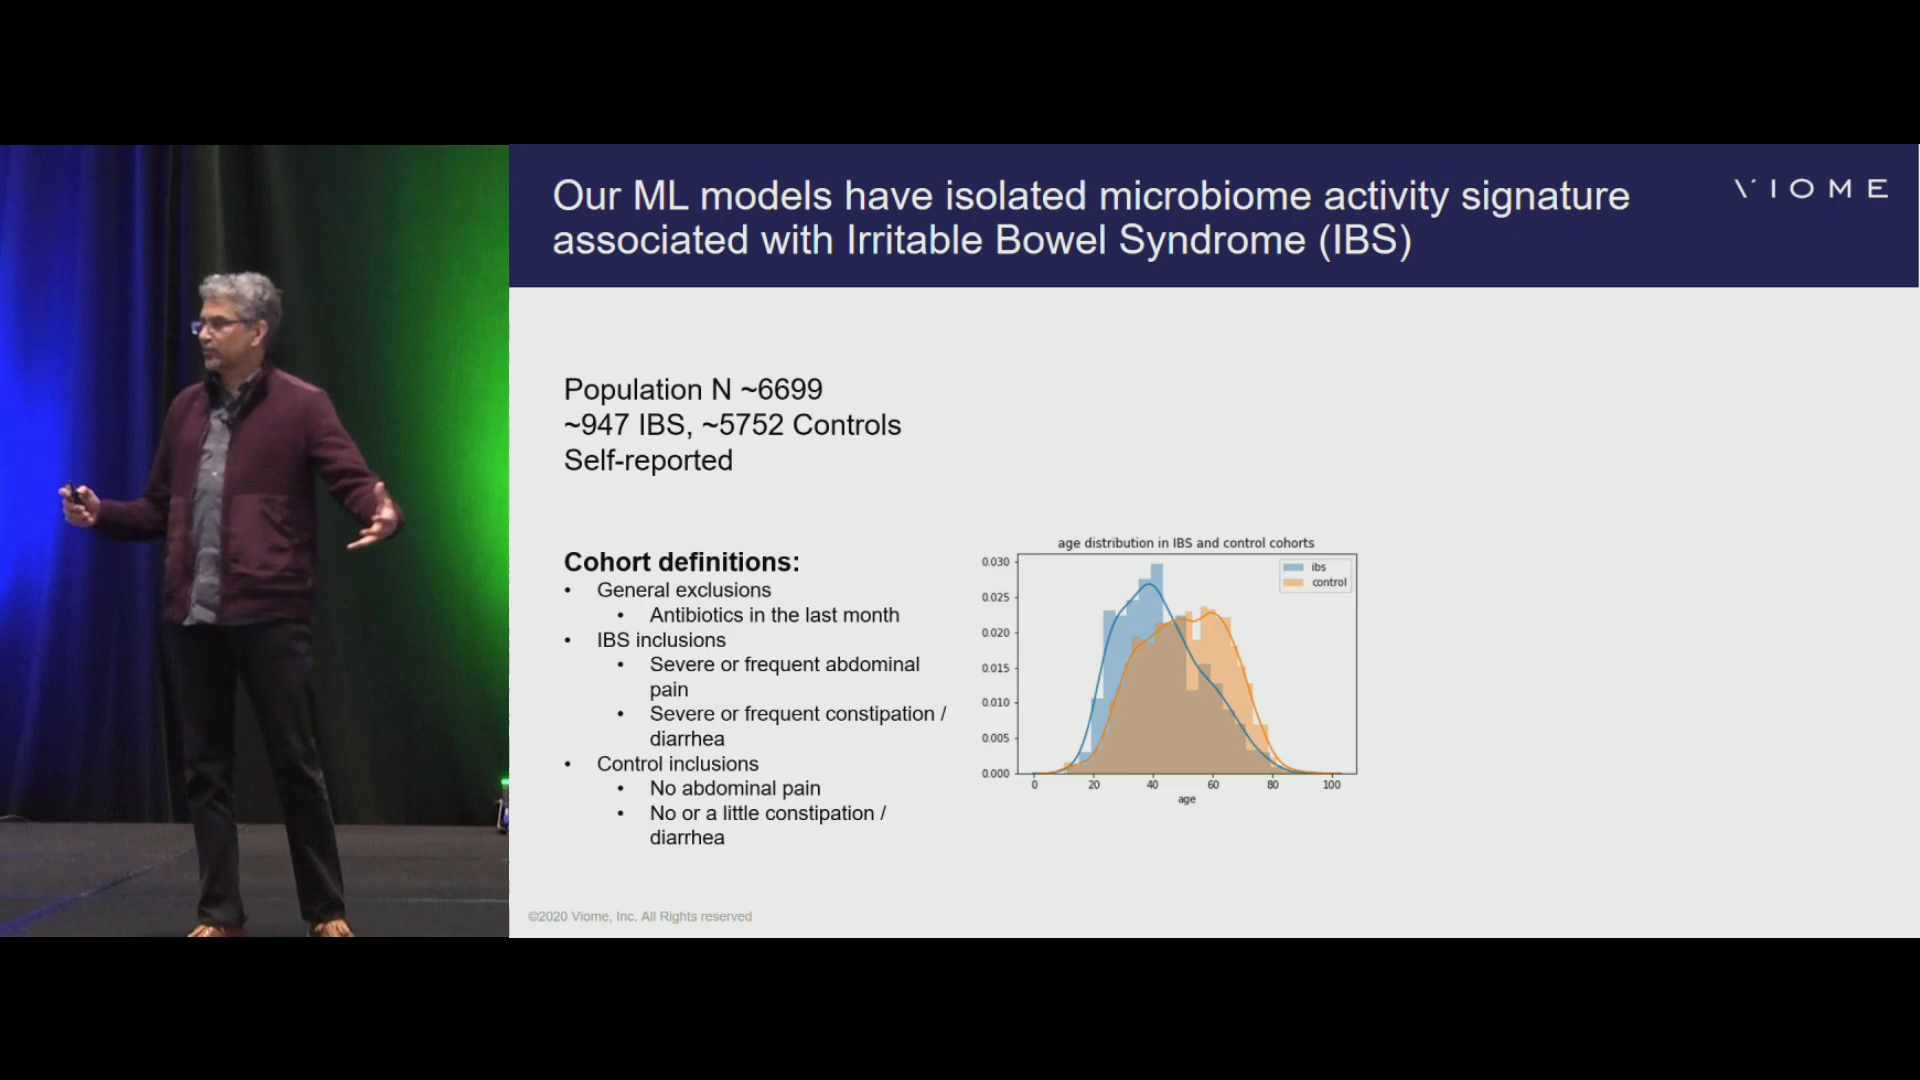 Our ML models have isolated microbiome activity signature
associated with Irritable Bowel Syndrome (IBS)
VIOME
Population N ~6699
~947 IBS, ~5752 Controls
Self-reported
Cohort definitions:
• General exclusions
• Antibiotics in the last month
• IBS inclusions
• Severe or frequent abdominal
pain
• Severe or frequent constipation /
diarrhea
• Control inclusions
• No abdominal pain
• No or a little constipation /
diarrhea
age distribution in IBS and control cohorts
ibs
control
0.030
0.025
0.020
0.015
0.010
0.005
0.000
0 20 40 60 80 100
age
©2020 Viome, Inc. All Rights reserved